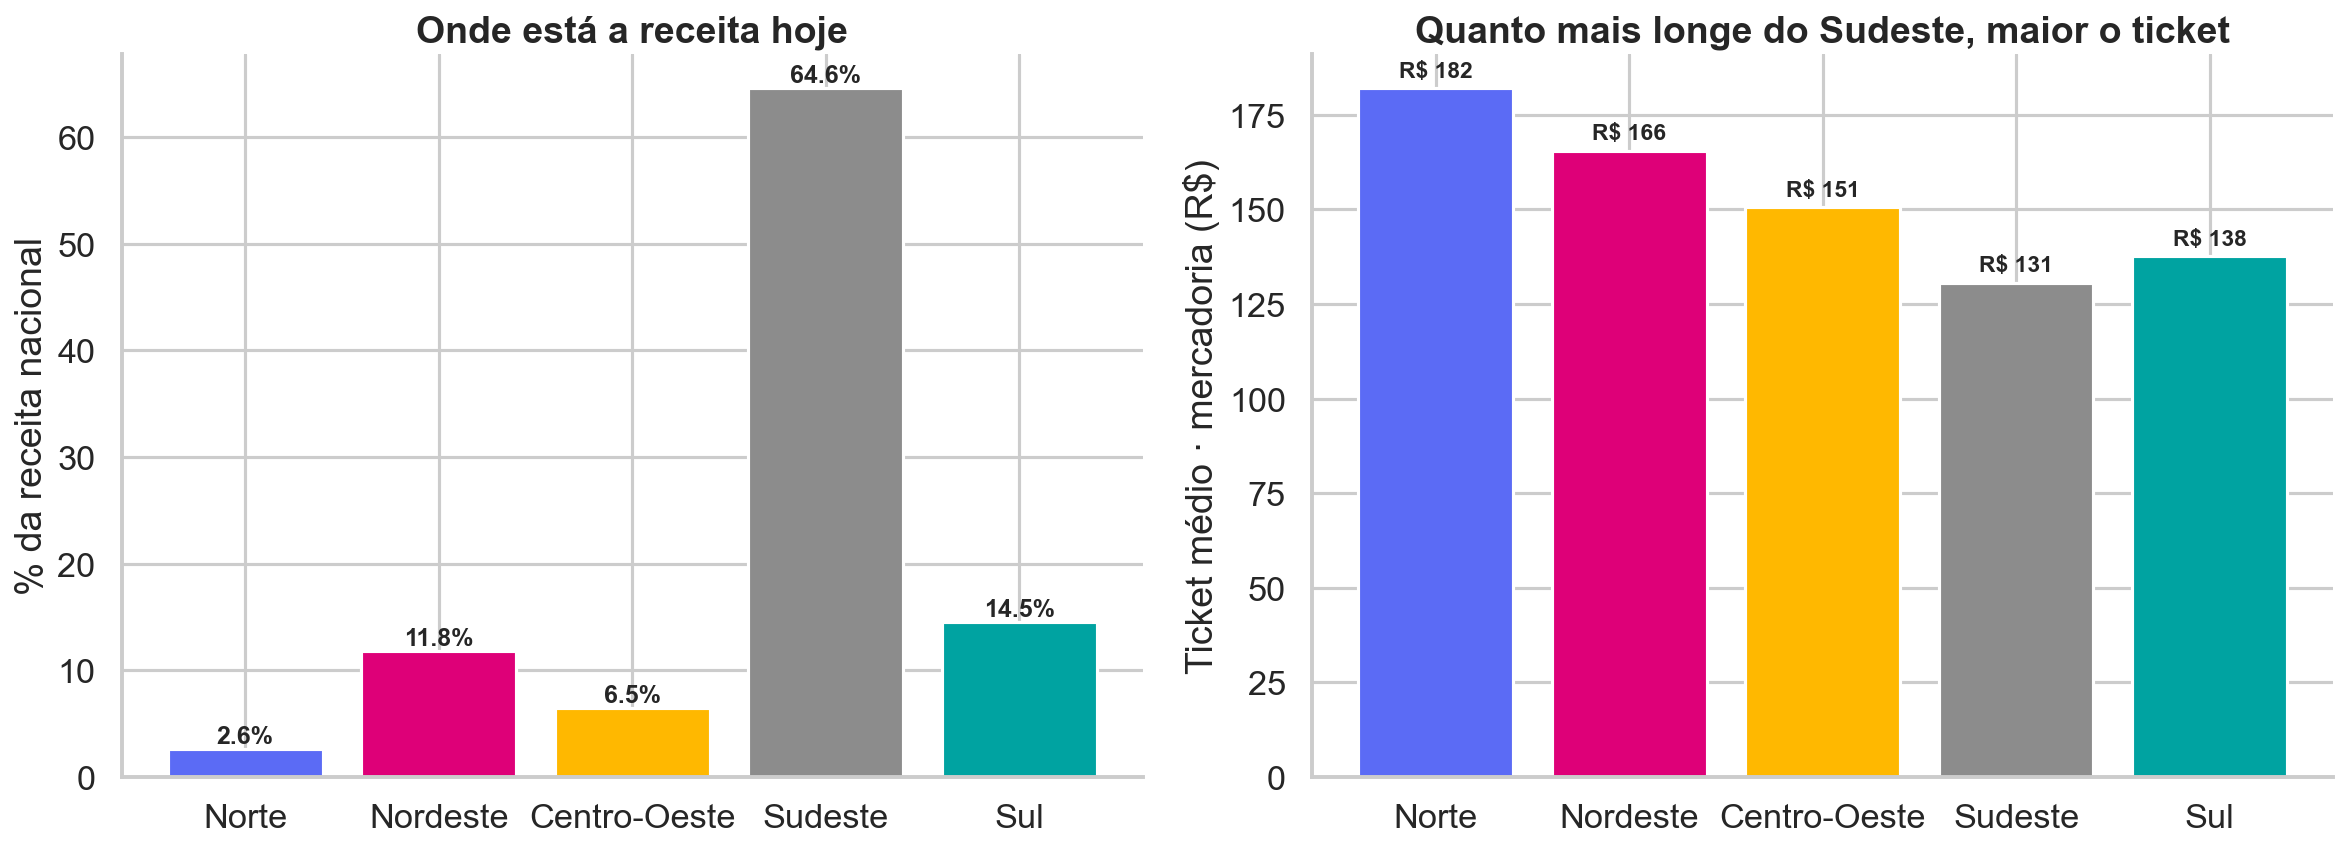 Onde está a receita hoje
% da receita nacional
60
50
40
30
20
10
0
2.6%
11.8%
6.5%
64.6%
14.5%
Norte
Nordeste
Centro-Oeste
Sudeste
Sul
Quanto mais longe do Sudeste, maior o ticket
Ticket médio · mercadoria (R$)
175
150
125
100
75
50
25
0
R$ 182
R$ 166
R$ 151
R$ 131
R$ 138
Norte
Nordeste
Centro-Oeste
Sudeste
Sul